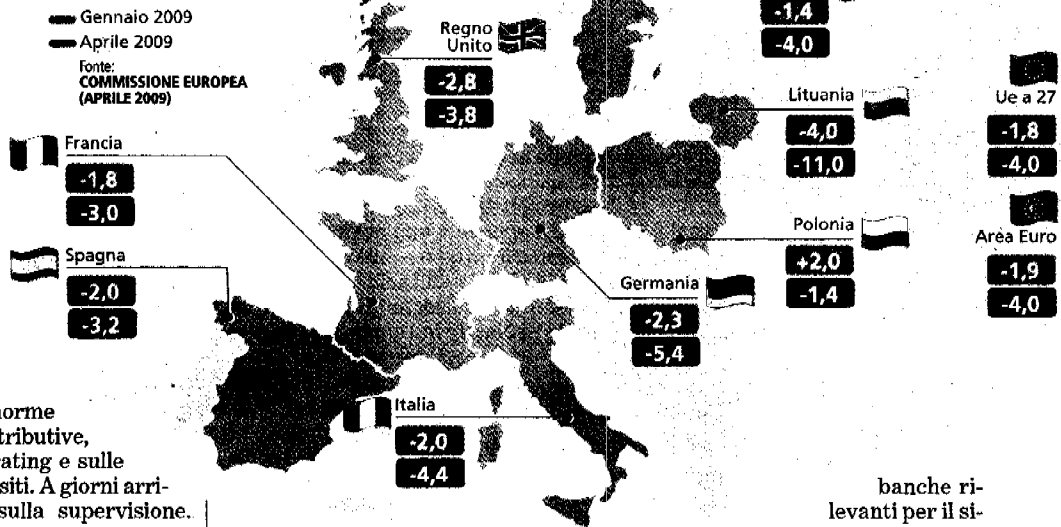 Gennaio 2009
Aprile 2009
Fonte:
COMMISSIONE EUROPEA
(APRILE 2009)
Regno
Unito
-2,8
-3,8
-1,4
-4,0
Lituania
-4,0
-11,0
Ue a 27
-1,8
-4,0
Francia
-1,8
-3,0
Polonia
+2,0
-1,4
Area Euro
-1,9
-4,0
Spagna
-2,0
-3,2
Germania
-2,3
-5,4
Italia
-2,0
-4,4
norme
tributive,
rating e sulle
siti. A giorni arri-
sulla supervisione.
banche ri-
levanti per il si-